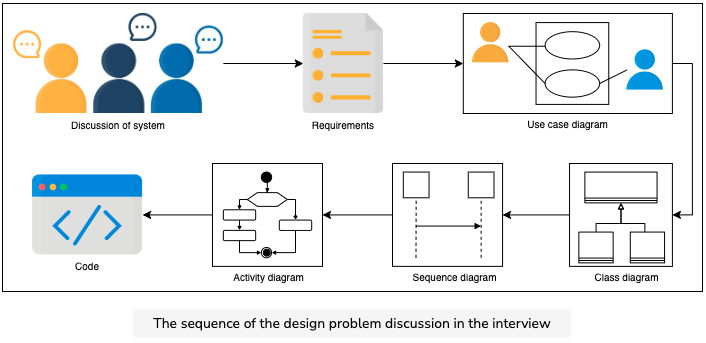 Discussion of system
Requirements
Use case diagram
Code
Activity diagram
Sequence diagram
Class diagram
The sequence of the design problem discussion in the interview